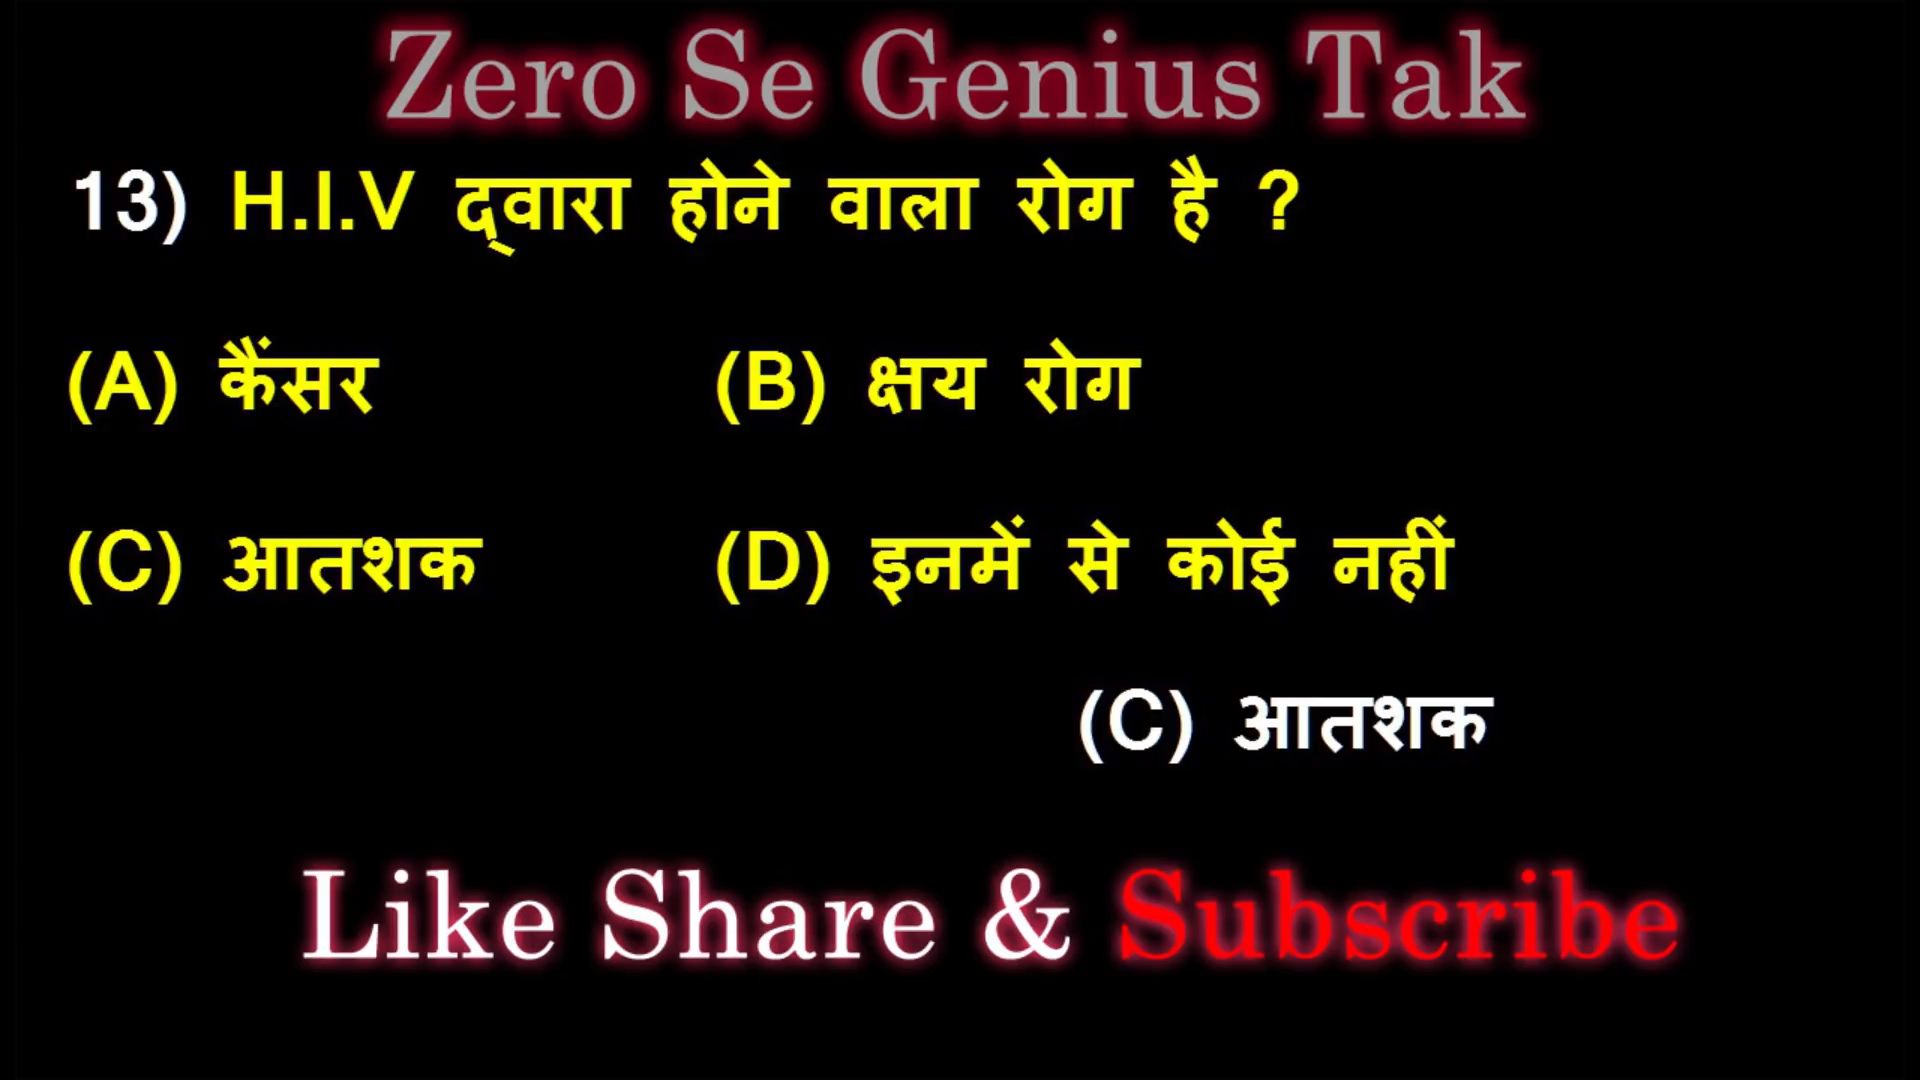 Zero Se Genius Tak
13) H.I.V द्वारा होने वाला रोग है ?
(A) कैंसर (B) क्षय रोग
(C) आतशक (D) इनमें से कोई नहीं
(C) आतशक
Like Share & Subscribe